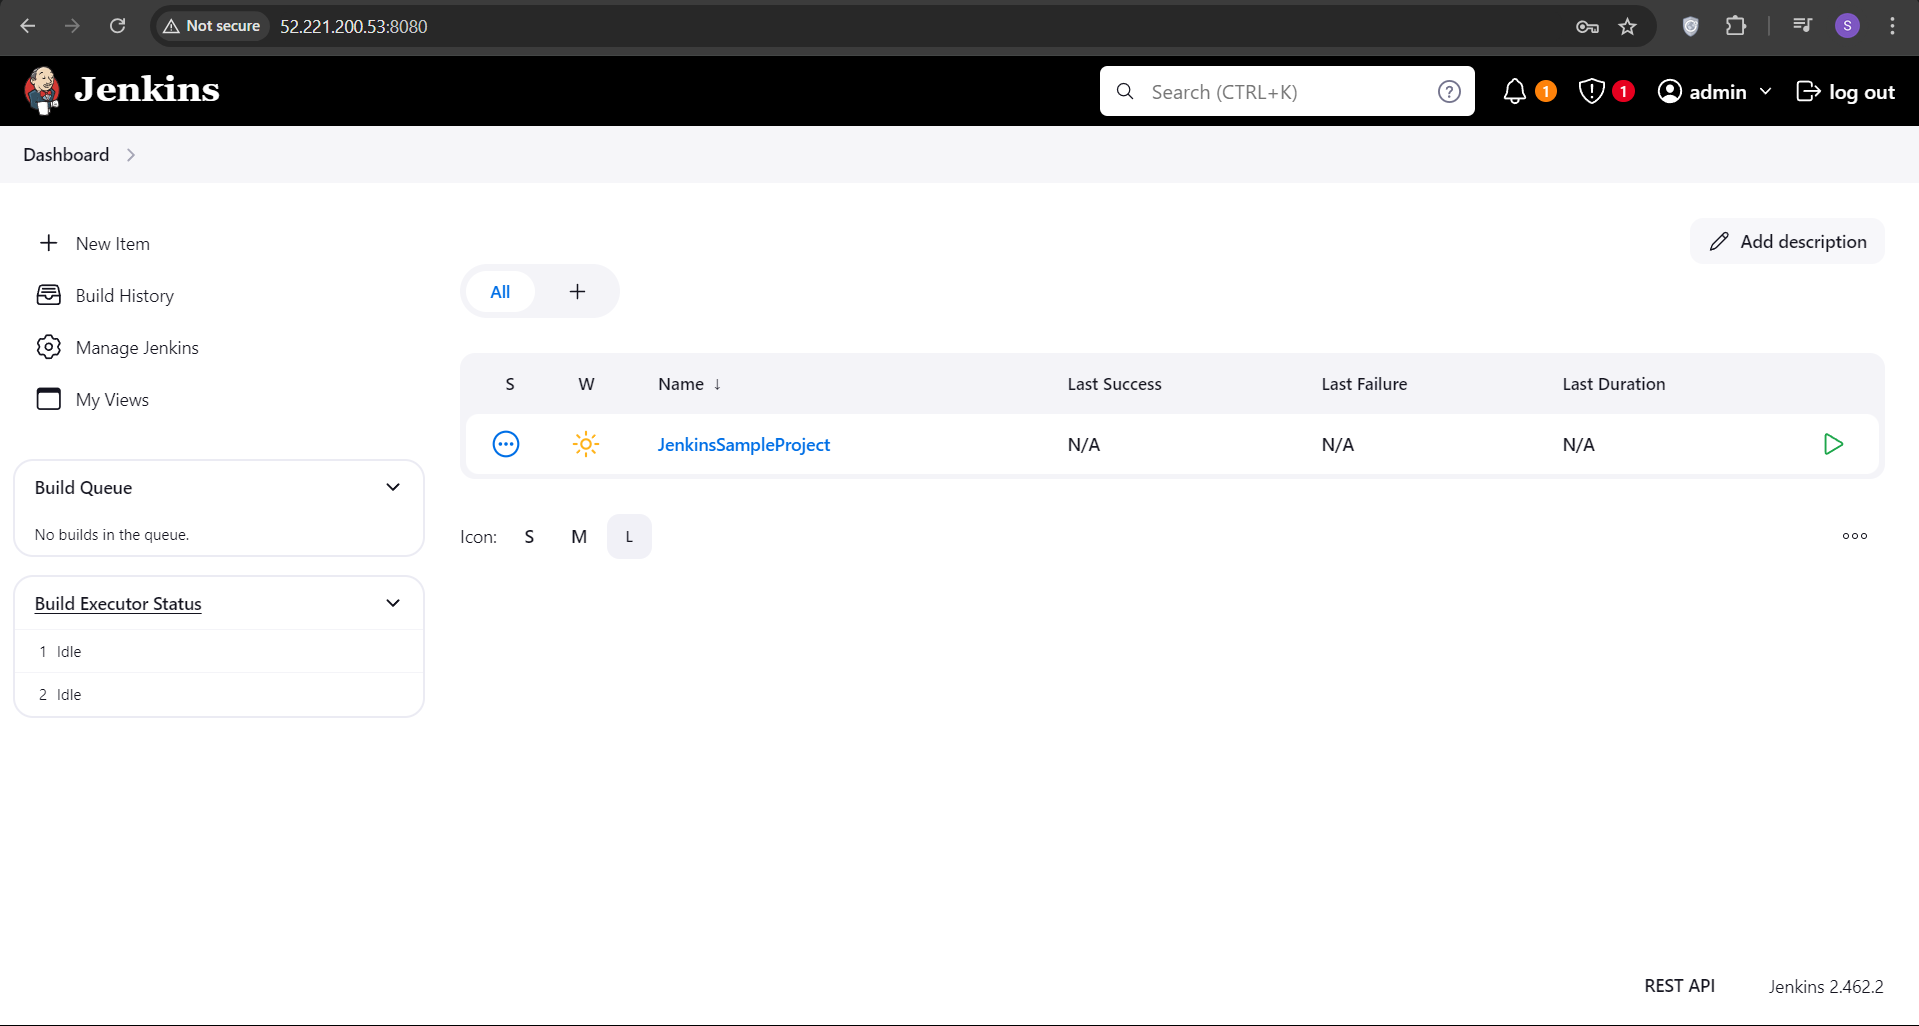 Not secure 52.221.200.53:8080 S
Jenkins Search (CTRL+K) ? 1 1 admin log out
Dashboard
New Item
Build History
Manage Jenkins
My Views
Build Queue
No builds in the queue.
Build Executor Status
1 Idle
2 Idle
Add description
All +
S W Name ↓ Last Success Last Failure Last Duration
JenkinsSampleProject N/A N/A N/A
Icon: S M L
REST API Jenkins 2.462.2